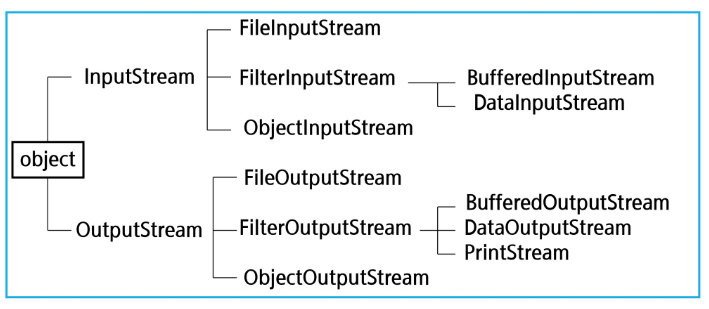 FileInputStream
InputStream
FilterInputStream
BufferedInputStream
DataInputStream
ObjectInputStream
object
FileOutputStream
OutputStream
FilterOutputStream
BufferedOutputStream
DataOutputStream
PrintStream
ObjectOutputStream